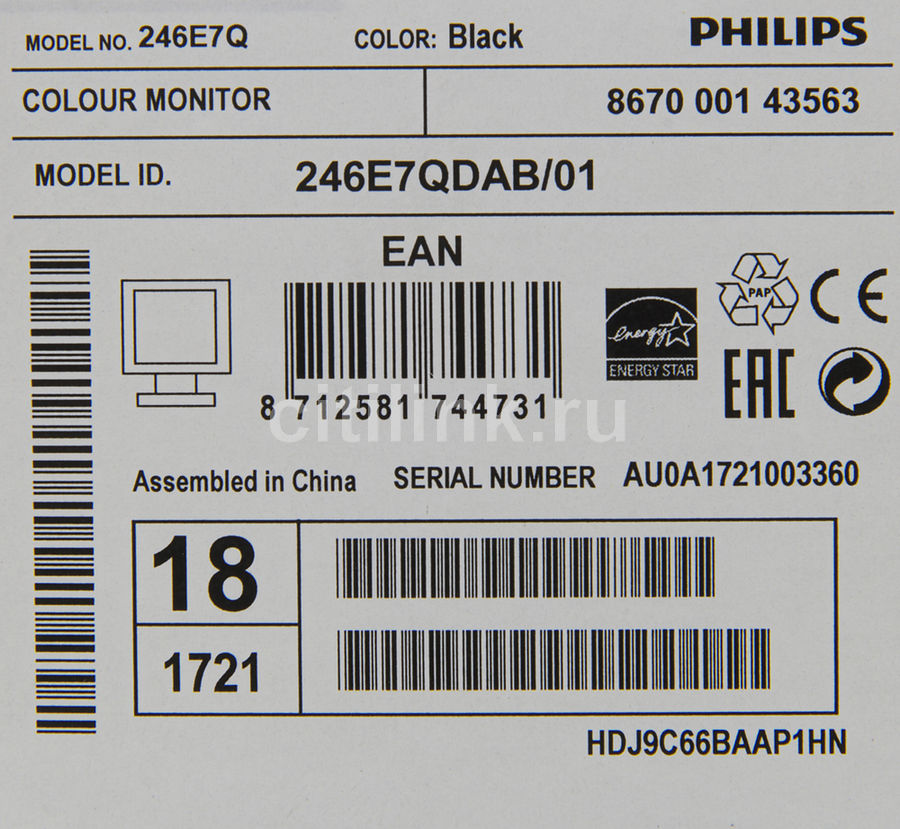 MODEL NO. 246E7Q COLOR: Black PHILIPS
COLOUR MONITOR 8670 001 43563
MODEL ID. 246E7QDAB/01
EAN
PAP
CE
energy
ENERGY STAR
EAC
8 712581 744731
citilink.ru
Assembled in China SERIAL NUMBER AU0A1721003360
18
1721
HDJ9C66BAAP1HN